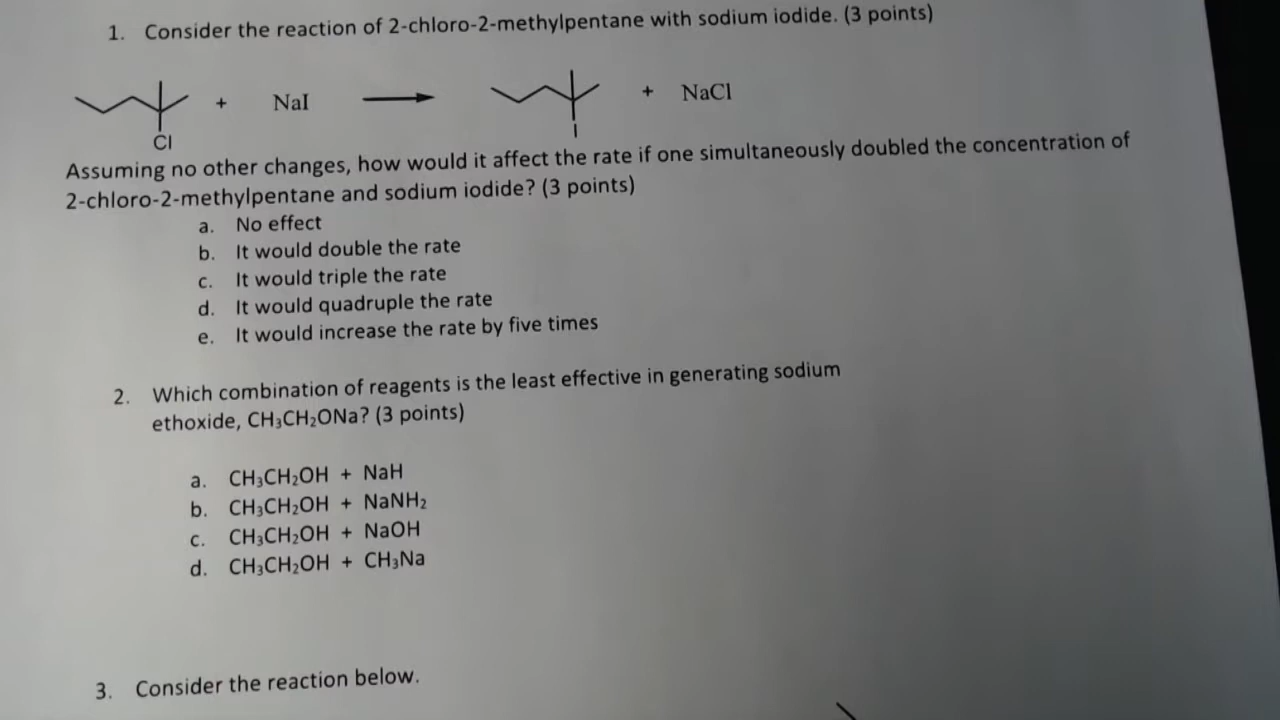 1. Consider the reaction of 2-chloro-2-methylpentane with sodium iodide. (3 points)
+ NaI + NaCl
Cl I
Assuming no other changes, how would it affect the rate if one simultaneously doubled the concentration of
2-chloro-2-methylpentane and sodium iodide? (3 points)
a. No effect
b. It would double the rate
c. It would triple the rate
d. It would quadruple the rate
e. It would increase the rate by five times
2. Which combination of reagents is the least effective in generating sodium
ethoxide, CH₃CH₂ONa? (3 points)
a. CH₃CH₂OH + NaH
b. CH₃CH₂OH + NaNH₂
c. CH₃CH₂OH + NaOH
d. CH₃CH₂OH + CH₃Na
3. Consider the reaction below.